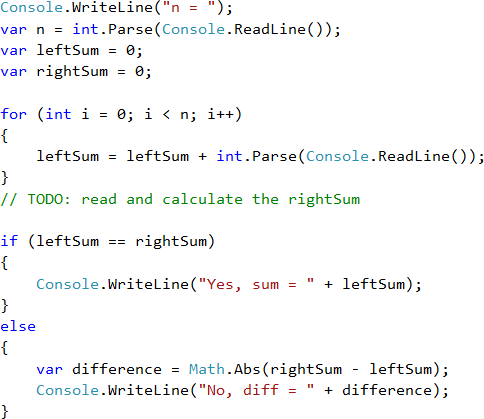 Console.WriteLine("n = ");
var n = int.Parse(Console.ReadLine());
var leftSum = 0;
var rightSum = 0;

for (int i = 0; i < n; i++)
{
    leftSum = leftSum + int.Parse(Console.ReadLine());
}
// TODO: read and calculate the rightSum

if (leftSum == rightSum)
{
    Console.WriteLine("Yes, sum = " + leftSum);
}
else
{
    var difference = Math.Abs(rightSum - leftSum);
    Console.WriteLine("No, diff = " + difference);
}